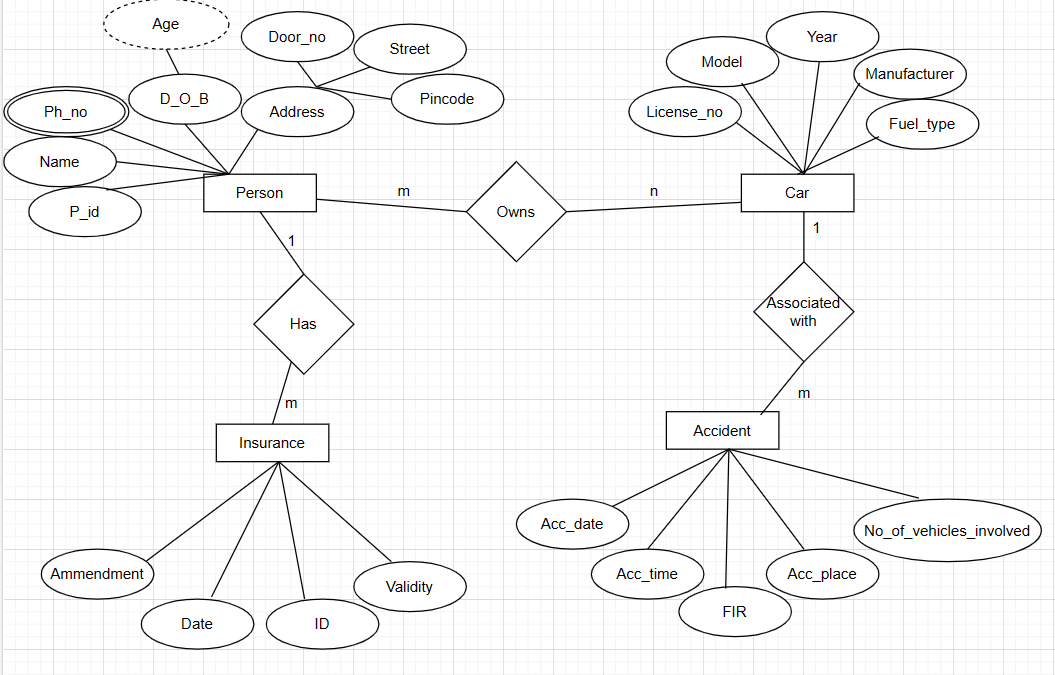 Age
Door_no
Street
Year
Model
Manufacturer
Ph_no
D_O_B
Address
Pincode
License_no
Fuel_type
Name
P_id
Person
m
Owns
n
Car
1
1
Has
Associated
with
m
m
Insurance
Accident
Acc_date
No_of_vehicles_involved
Ammendment
Validity
Acc_time
Acc_place
Date
ID
FIR